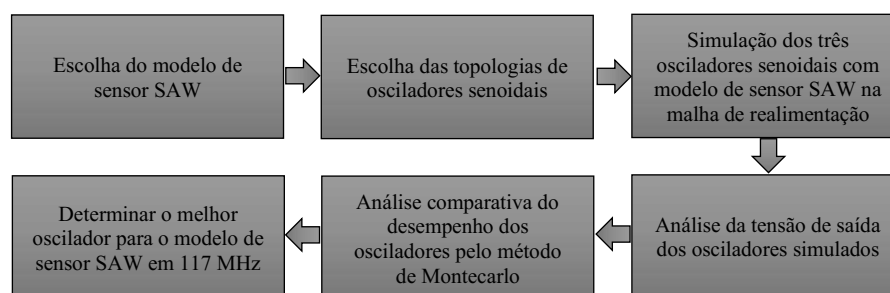 Escolha do modelo de
sensor SAW
Escolha das topologias de
osciladores senoidais
Simulação dos três
osciladores senoidais com
modelo de sensor SAW na
malha de realimentação
Análise da tensão de saída
dos osciladores simulados
Análise comparativa do
desempenho dos
osciladores pelo método
de Montecarlo
Determinar o melhor
oscilador para o modelo de
sensor SAW em 117 MHz